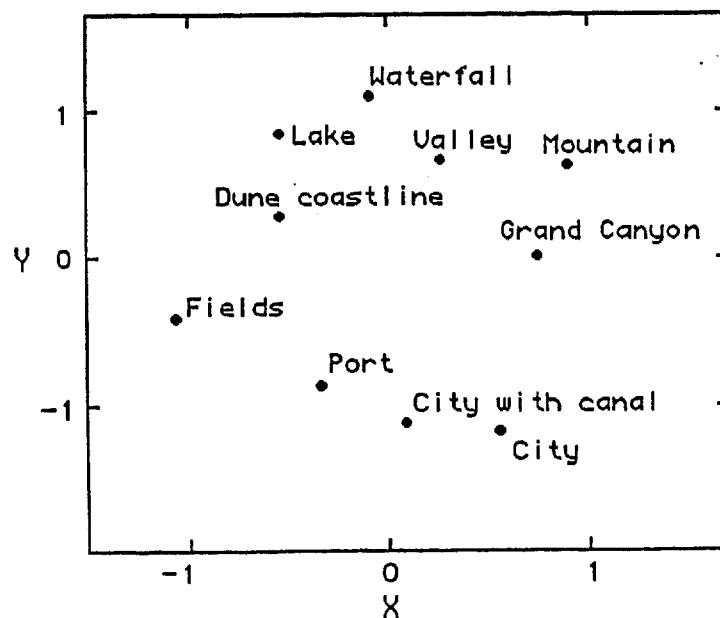 Waterfall
1
Lake
Valley
Mountain
Dune coastline
Grand Canyon
Y 0
Fields
Port
City with canal
-1
City
-1 0 1
X